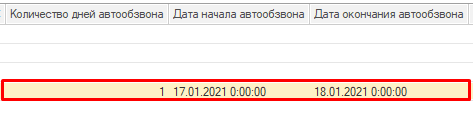 Количество дней автообзвона Дата начала автообзвона Дата окончания автообзвона
1 17.01.2021 0:00:00 18.01.2021 0:00:00